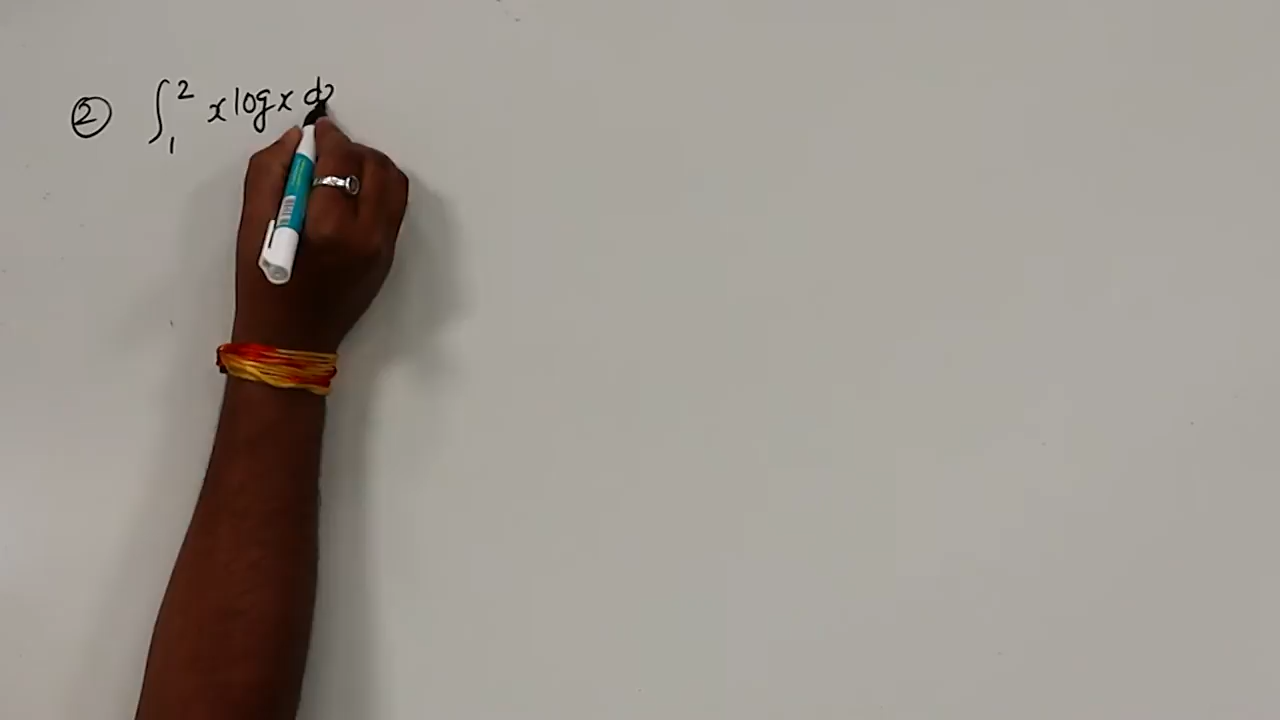 ② ∫₁² x log x dx